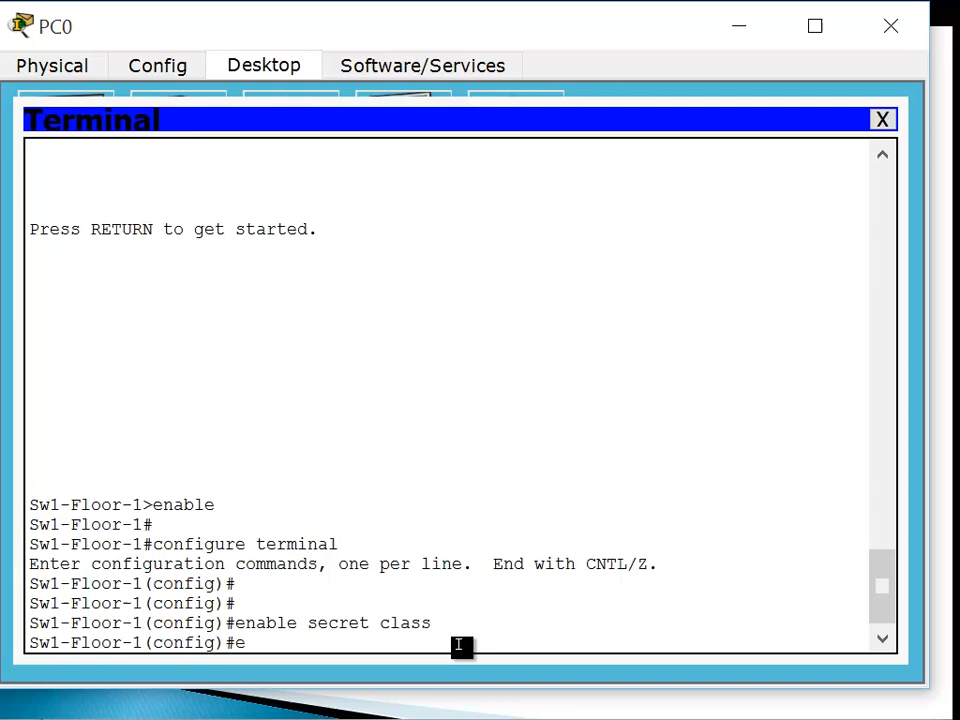 PC0
Physical
Config
Desktop
Software/Services
Terminal
X
Press RETURN to get started.
Sw1-Floor-1>enable
Sw1-Floor-1#
Sw1-Floor-1#configure terminal
Enter configuration commands, one per line.  End with CNTL/Z.
Sw1-Floor-1(config)#
Sw1-Floor-1(config)#
Sw1-Floor-1(config)#enable secret class
Sw1-Floor-1(config)#e